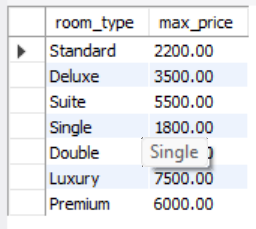 room_type max_price
Standard 2200.00
Deluxe 3500.00
Suite 5500.00
Single 1800.00
Double Single
Luxury 7500.00
Premium 6000.00